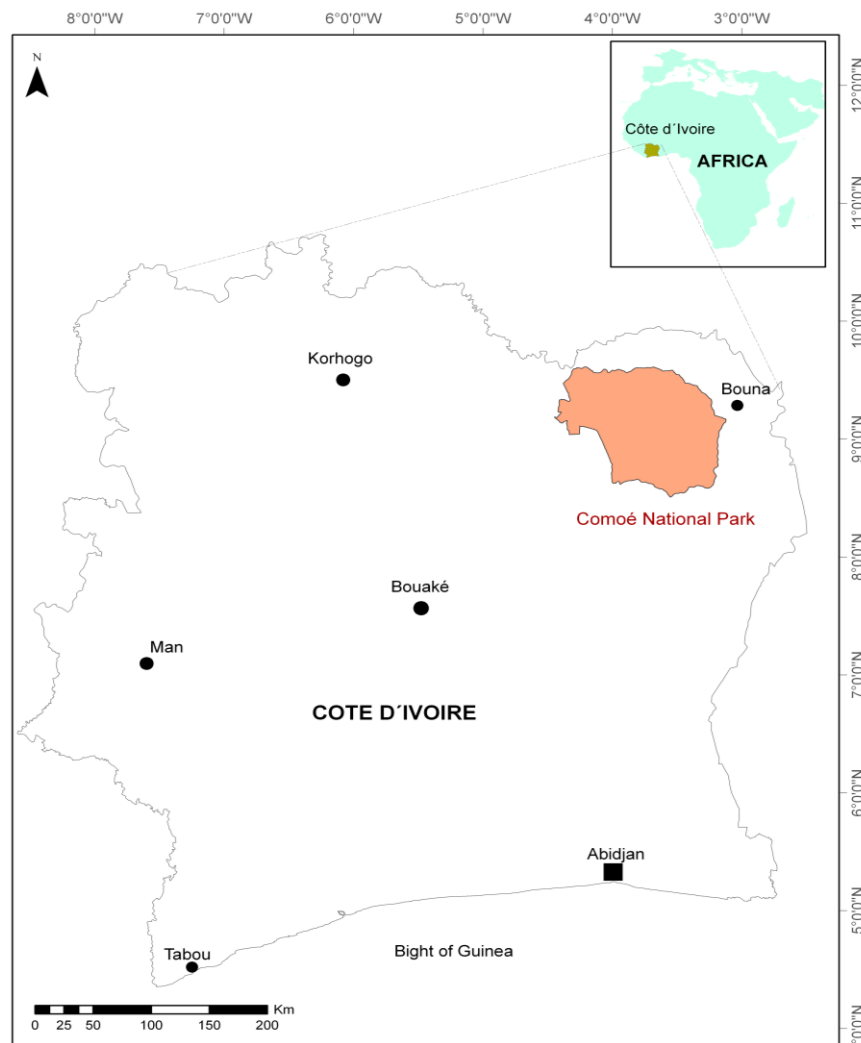 8°0'0"W 7°0'0"W 6°0'0"W 5°0'0"W 4°0'0"W 3°0'0"W
N
12°0'0"N
Côte d´Ivoire
AFRICA
11°0'0"N
10°0'0"N
Korhogo
Bouna
9°0'0"N
Comoé National Park
8°0'0"N
Bouaké
Man
7°0'0"N
COTE D´IVOIRE
6°0'0"N
Abidjan
5°0'0"N
Tabou
Bight of Guinea
Km
0 25 50 100 150 200